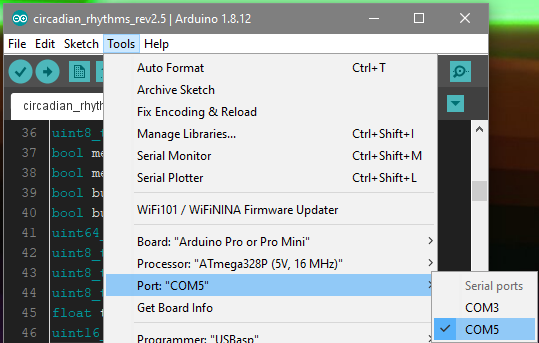 circadian_rhythms_rev2.5 | Arduino 1.8.12
File Edit Sketch Tools Help
circadian_rhyth
Auto Format Ctrl+T
Archive Sketch
Fix Encoding & Reload
Manage Libraries... Ctrl+Shift+I
Serial Monitor Ctrl+Shift+M
Serial Plotter Ctrl+Shift+L
WiFi101 / WiFiNINA Firmware Updater
Board: "Arduino Pro or Pro Mini"
Processor: "ATmega328P (5V, 16 MHz)"
Port: "COM5"
Get Board Info
Programmer: "USBasp"
Serial ports
COM3
COM5
36 uint8_t
37 bool me
38 bool me
39 bool bu
40 bool bu
41 uint64_
42 uint8_t
43 uint8_t
44 uint8_t
45 float t
46 uint16_